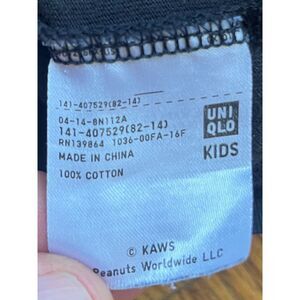 141-407529(82-14)
04-14-8N112A
141-407529(82-14)
RN139864 1036-00FA-16F
MADE IN CHINA
100% COTTON
UNI
QLO
KIDS
© KAWS
Peanuts Worldwide LLC